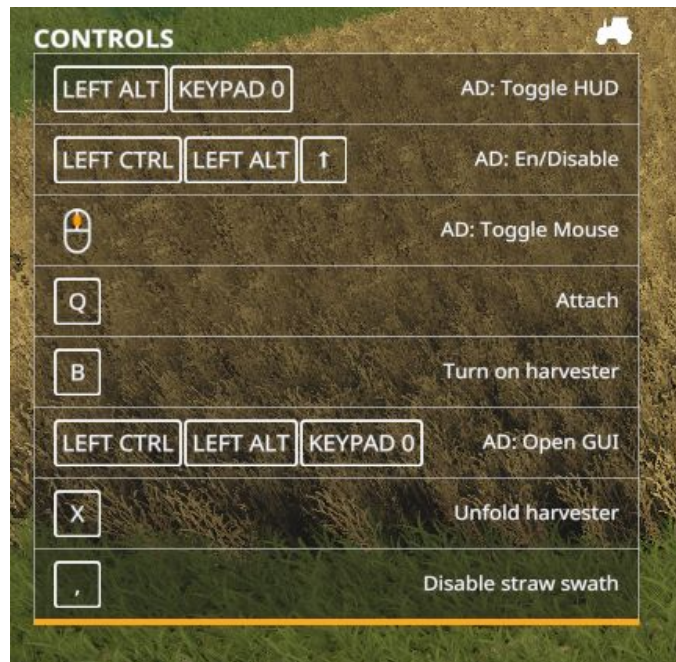 CONTROLS
LEFT ALT KEYPAD 0 AD: Toggle HUD
LEFT CTRL LEFT ALT ↑ AD: En/Disable
AD: Toggle Mouse
Q Attach
B Turn on harvester
LEFT CTRL LEFT ALT KEYPAD 0 AD: Open GUI
X Unfold harvester
, Disable straw swath